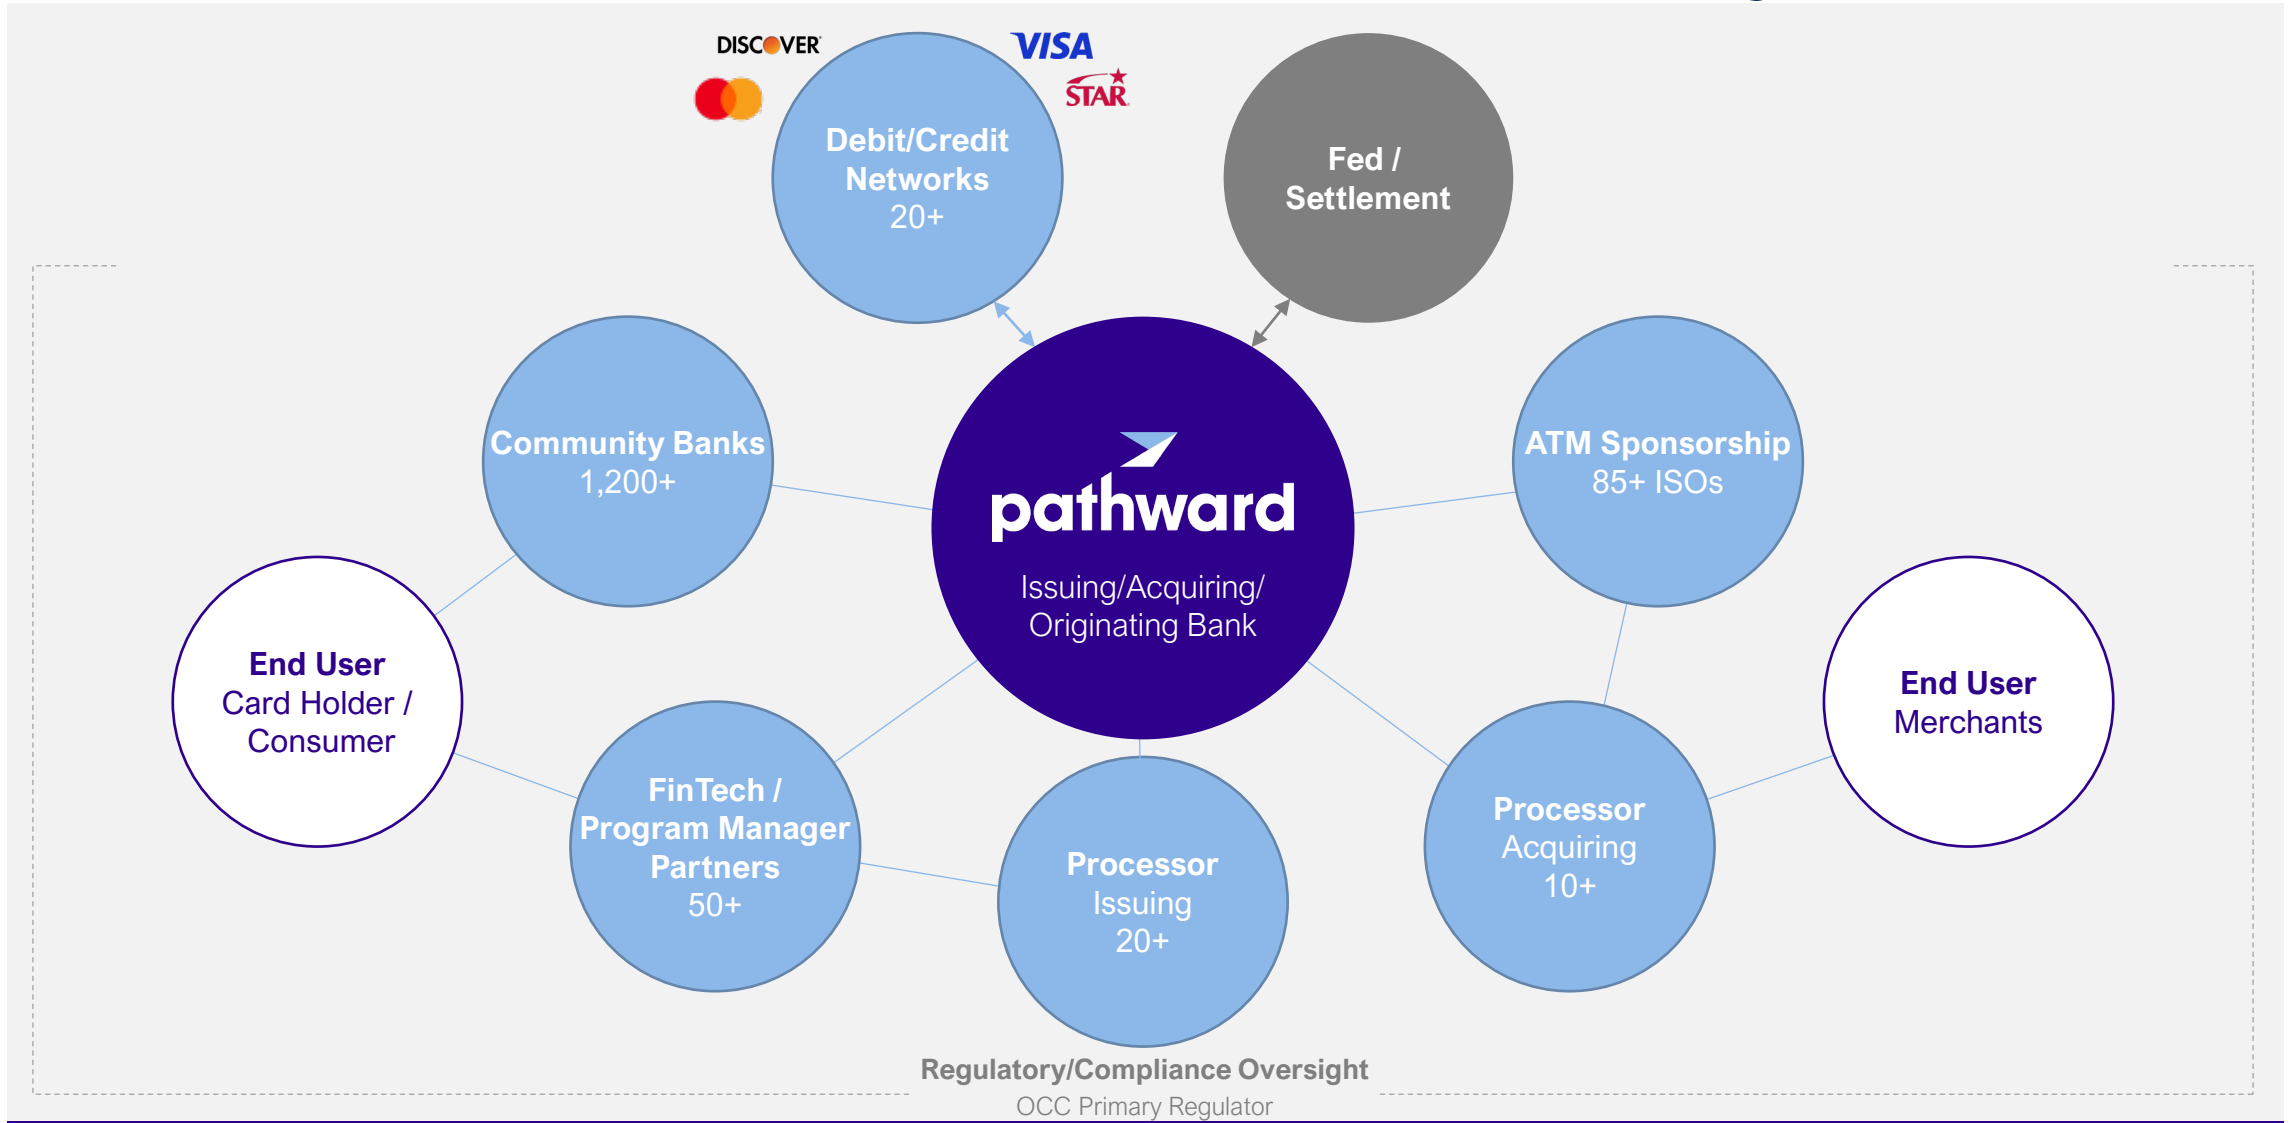 DISCOVER
VISA
STAR
Debit/Credit
Networks
20+
Fed /
Settlement
Community Banks
1,200+
pathward
Issuing/Acquiring/
Originating Bank
ATM Sponsorship
85+ ISOs
End User
Card Holder /
Consumer
End User
Merchants
FinTech /
Program Manager
Partners
50+
Processor
Issuing
20+
Processor
Acquiring
10+
Regulatory/Compliance Oversight
OCC Primary Regulator